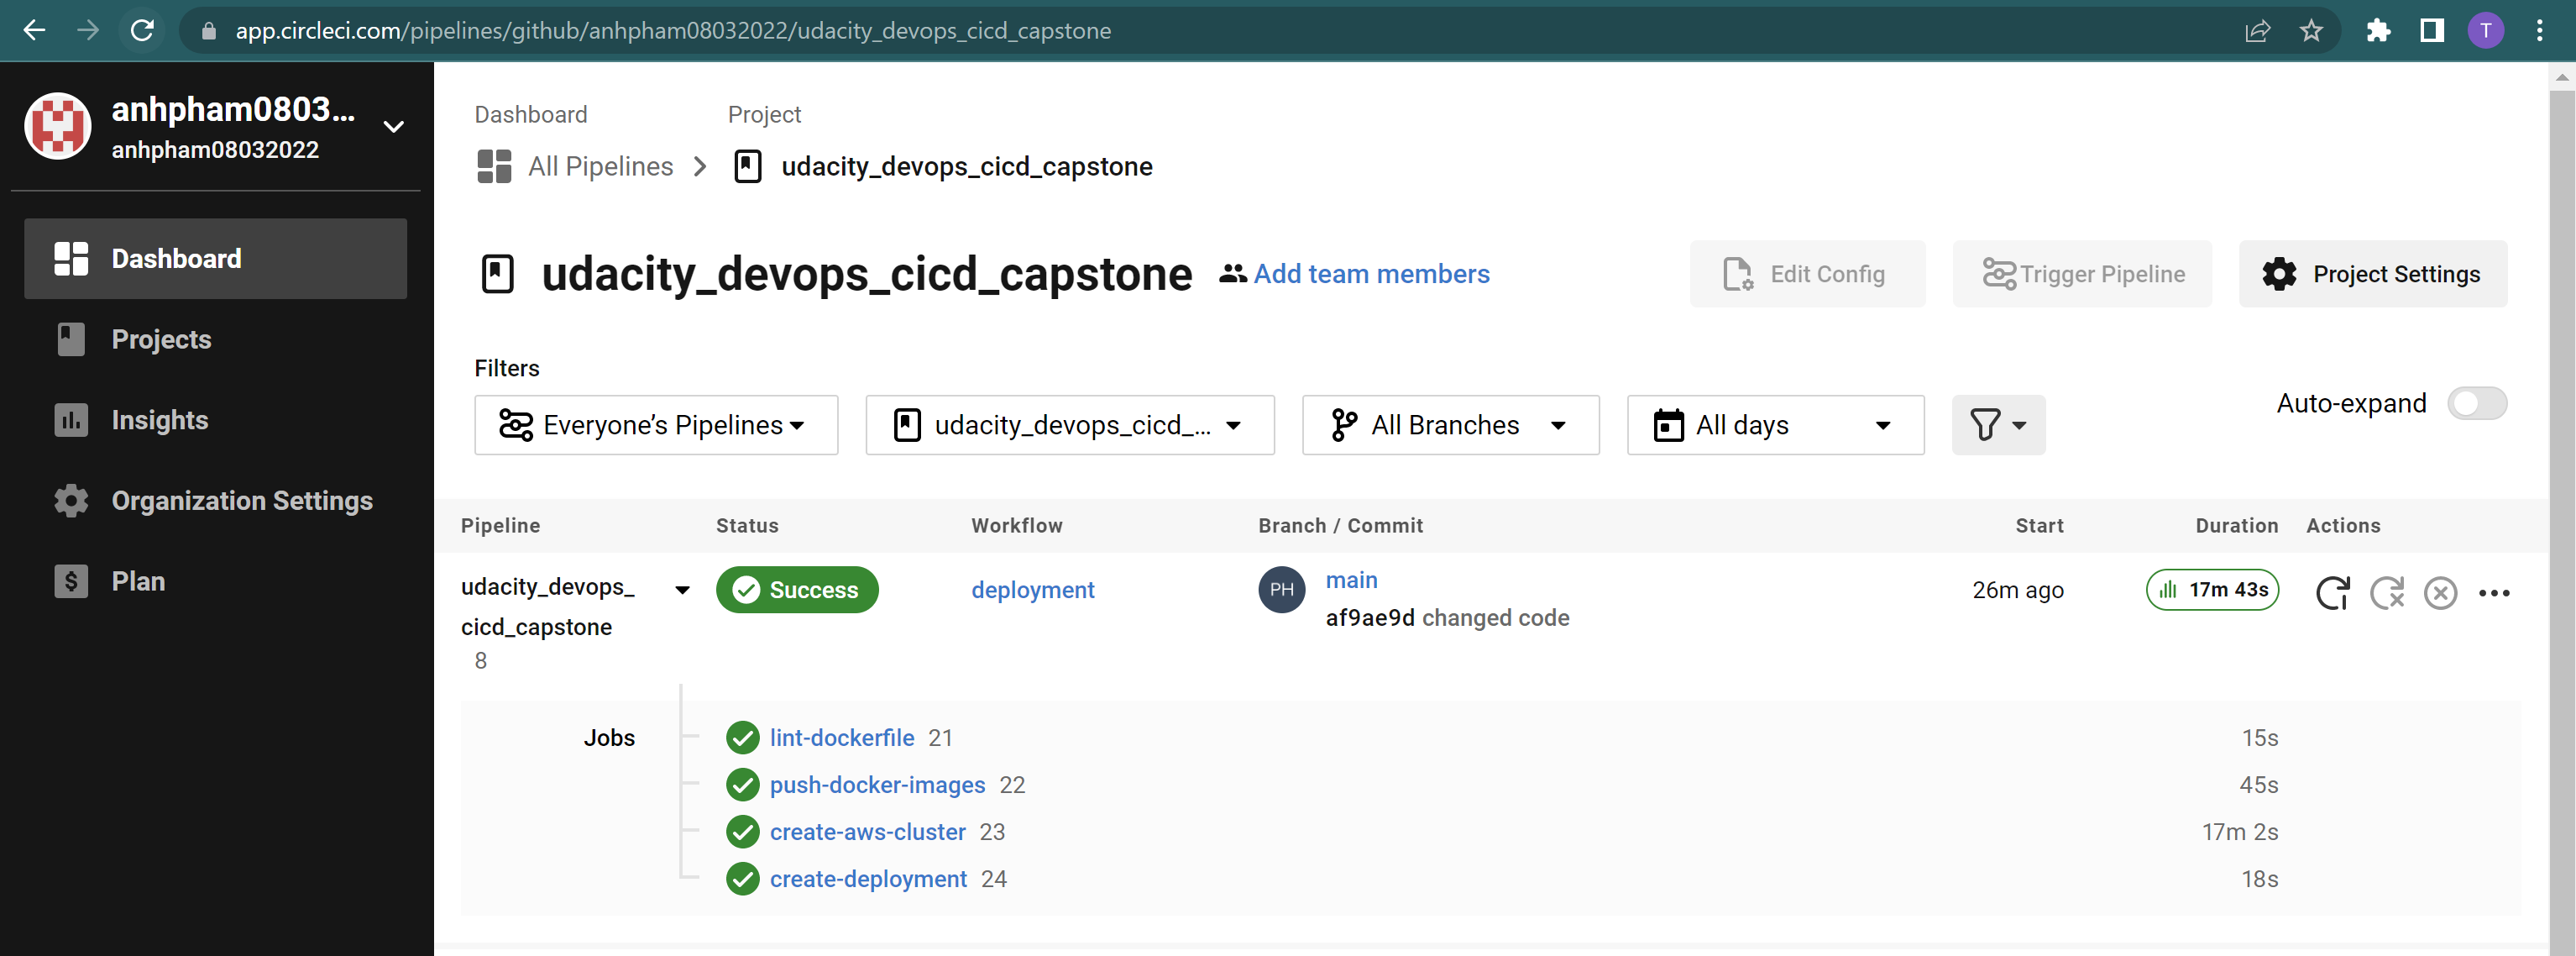 app.circleci.com/pipelines/github/anhpham08032022/udacity_devops_cicd_capstone
T
anhpham0803...
anhpham08032022
Dashboard
Projects
Insights
Organization Settings
Plan
Dashboard
Project
All Pipelines
udacity_devops_cicd_capstone
udacity_devops_cicd_capstone
Add team members
Edit Config
Trigger Pipeline
Project Settings
Filters
Everyone’s Pipelines
udacity_devops_cicd_...
All Branches
All days
Auto-expand
Pipeline Status Workflow Branch / Commit Start Duration Actions
udacity_devops_
cicd_capstone
8
Success
deployment
PH
main
af9ae9d changed code
26m ago
17m 43s
Jobs
lint-dockerfile 21 15s
push-docker-images 22 45s
create-aws-cluster 23 17m 2s
create-deployment 24 18s